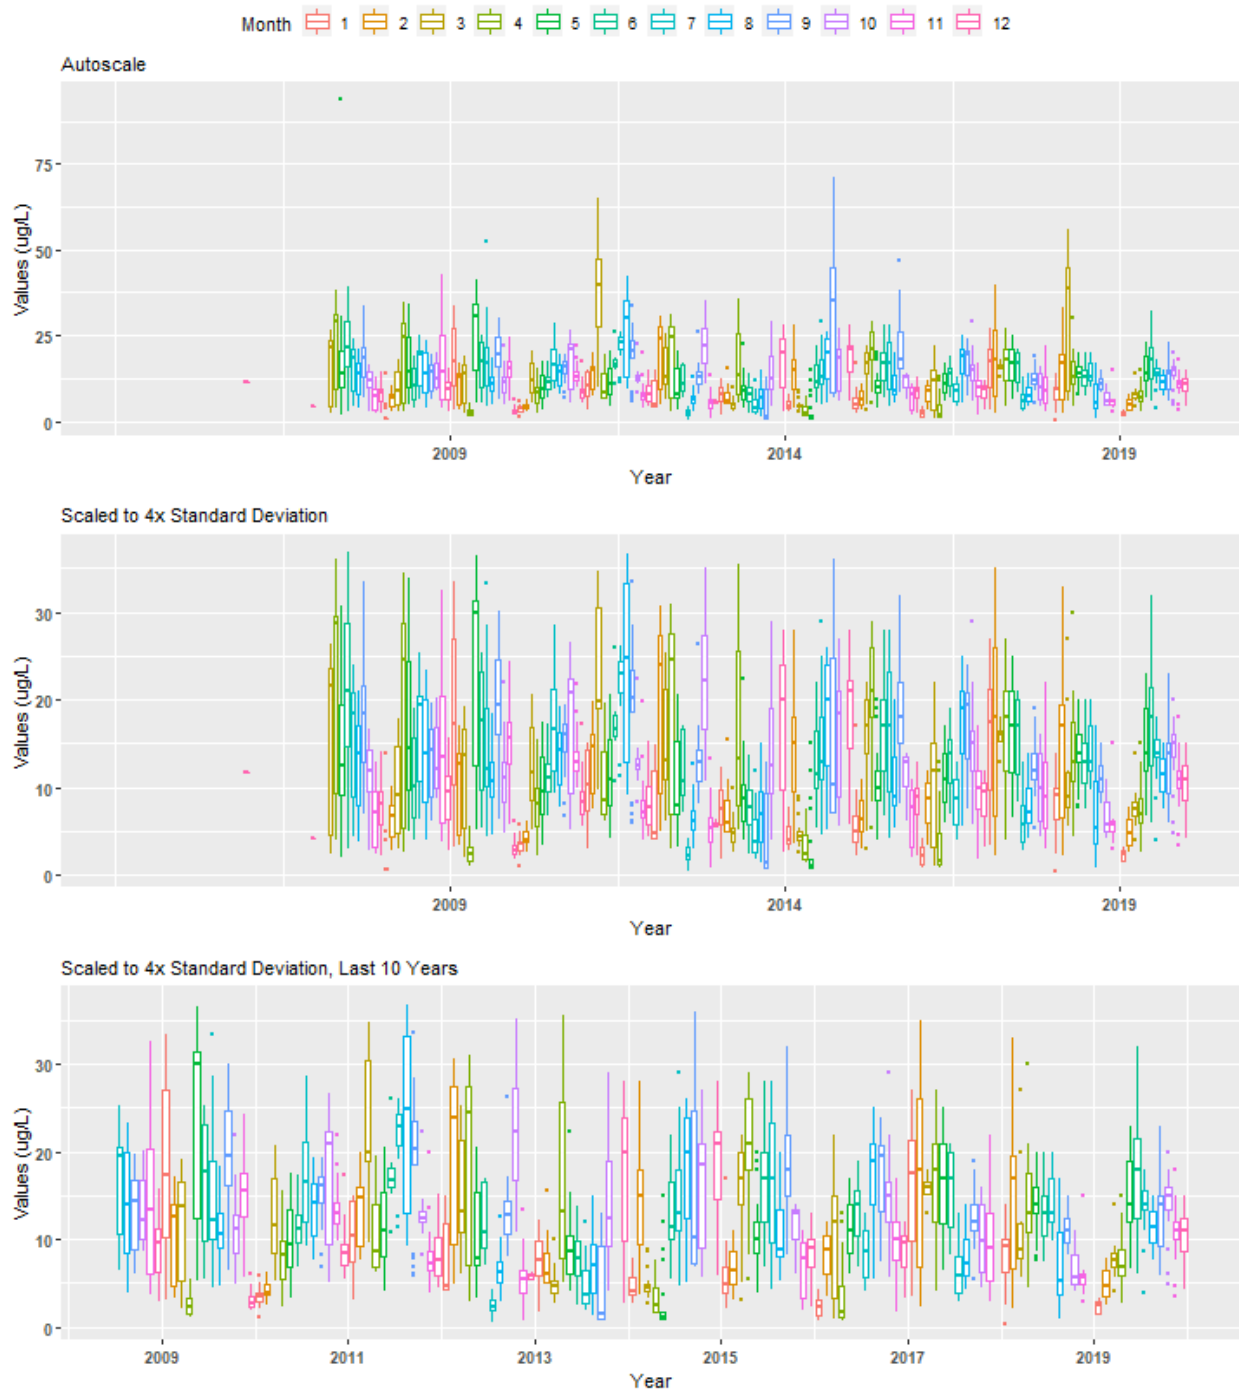 Month 1 2 3 4 5 6 7 8 9 10 11 12
Autoscale
75
50
25
0
Values (ug/L)
2009 2014 2019
Year
Scaled to 4x Standard Deviation
30
20
10
0
Values (ug/L)
2009 2014 2019
Year
Scaled to 4x Standard Deviation, Last 10 Years
30
20
10
0
Values (ug/L)
2009 2011 2013 2015 2017 2019
Year